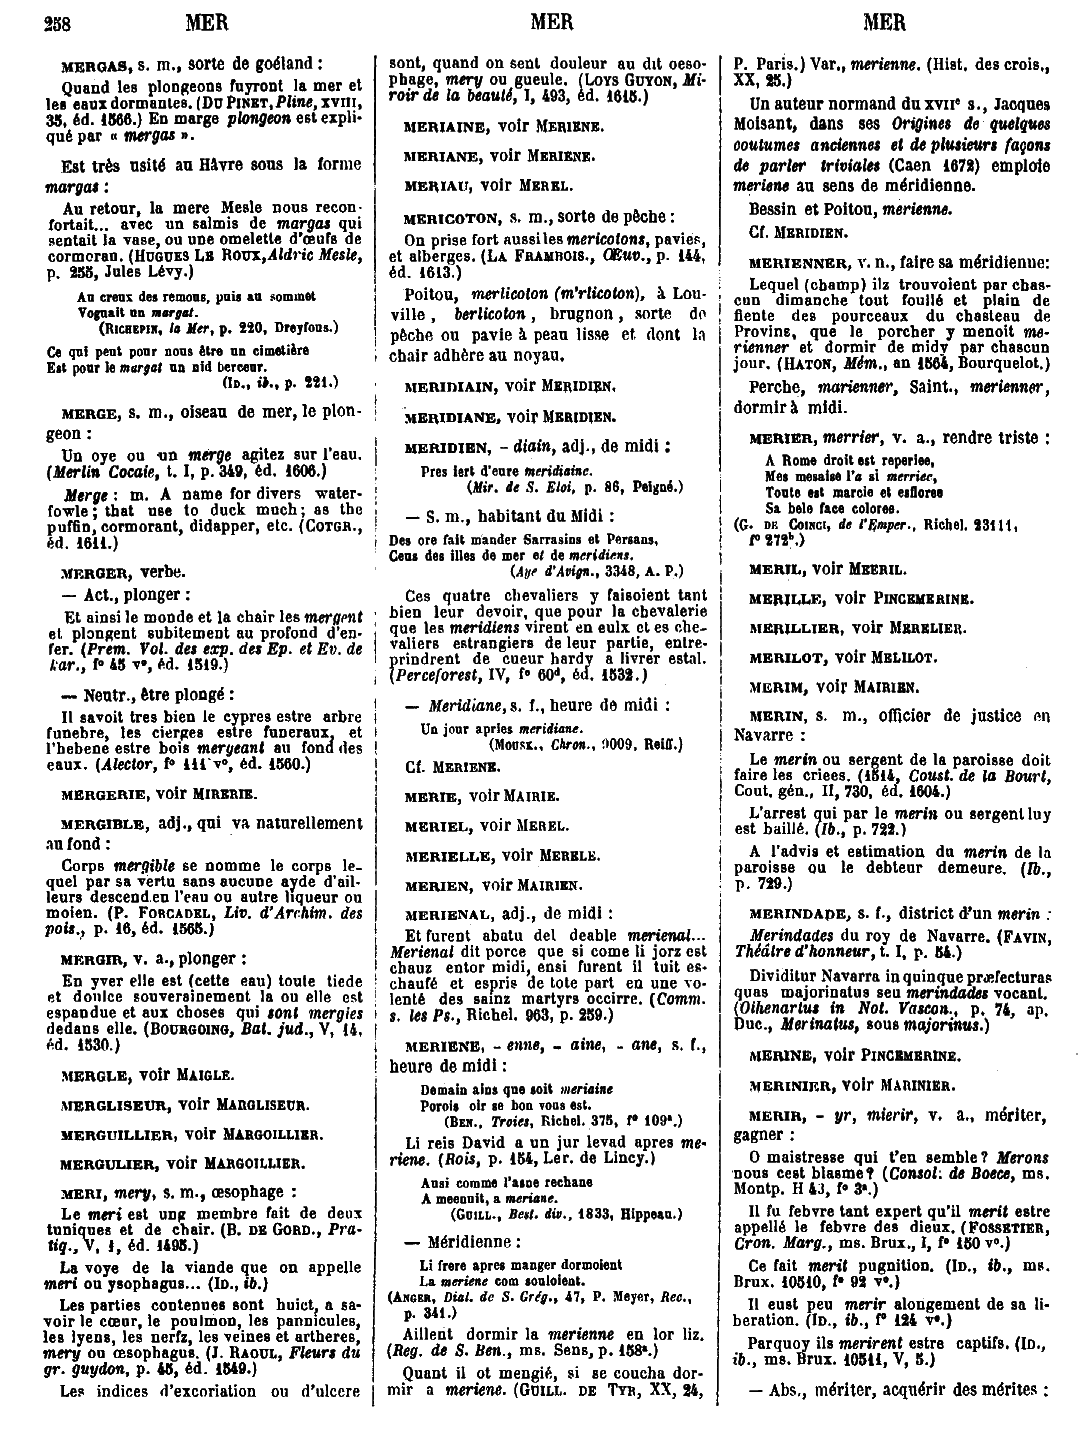 258 MER MER MER
MERGAS, s. m., sorte de goéland :
Quand les plongeons fuyront la mer et
les eaux dormantes. (DU PINET, Pline, XVIII,
35, éd. 1566.) En marge plongeon est expli-
qué par « mergas ».
Est très usité au Hâvre sous la forme
margas :
Au retour, la mere Mesle nous recon-
fortait... avec un salmis de margas qui
sentait la vase, ou une omelette d'œufs de
cormoran. (HUGUES LE ROUX, Aldric Mesle,
p. 255, Jules Lévy.)
Au creux des remous, puis au sommet
Voguait un margat.
(RICHEPIN, la Mer, p. 220, Dreyfous.)
Ce qui peut pour nous être un cimetière
Est pour le margat un nid berceur.
(ID., ib., p. 221.)
MERGE, s. m., oiseau de mer, le plon-
geon :
Un oye ou un merge agitez sur l'eau.
(Merlin Cocaie, t. I, p. 349, éd. 1606.)
Merge : m. A name for divers water-
fowle; that use to duck much; as the
puffin, cormorant, didapper, etc. (COTGR.,
éd. 1611.)
MERGER, verbe.
— Act., plonger :
Et ainsi le monde et la chair les mergent
et plongent subitement au profond d'en-
fer. (Prem. Vol. des exp. des Ep. et Ev. de
kar., f° 45 v°, éd. 1519.)
— Neutr., être plongé :
Il savoit tres bien le cypres estre arbre
funebre, les cierges estre funeraux, et
l'hebene estre bois mergeant au fond des
eaux. (Alector, f° 111 v°, éd. 1560.)
MERGERIE, voir MIRERIE.
MERGIBLE, adj., qui va naturellement
au fond :
Corps mergible se nomme le corps le-
quel par sa vertu sans aucune ayde d'ail-
leurs descend en l'eau ou autre liqueur ou
moien. (P. FORCADEL, Liv. d'Archim. des
pois., p. 16, éd. 1565.)
MERGIR, v. a., plonger :
En yver elle est (cette eau) toute tiede
et doulce souverainement la ou elle est
espandue et aux choses qui sont mergies
dedans elle. (BOURGOING, Bat. jud., V, 14,
éd. 1530.)
MERGLE, voir MAIGLE.
MERGLISEUR, voir MARGLISEUR.
MERGUILLIER, voir MARGOILLIER.
MERGULIER, voir MARGOILLIER.
MERI, mery, s. m., œsophage :
Le meri est ung membre fait de deux
tuniques et de chair. (B. DE GORD., Pra-
tiq., V, 1, éd. 1495.)
La voye de la viande que on appelle
meri ou ysophagus... (ID., ib.)
Les parties contenues sont huict, a sa-
voir le cœur, le poulmon, les pannicules,
les lyens, les nerfz, les veines et artheres,
mery ou œsophagus. (J. RAOUL, Fleurs du
gr. guydon, p. 45, éd. 1549.)
Les indices d'excoriation ou d'ulcere
sont, quand on sent douleur au dit oeso-
phage, mery ou gueule. (LOYS GUYON, Mi-
roir de la beauté, I, 493, éd. 1615.)
MERIAINE, voir MERIENE.
MERIANE, voir MERIENE.
MERIAU, voir MEREL.
MERICOTON, s. m., sorte de pêche :
On prise fort aussi les mericotons, pavies,
et alberges. (LA FRAMBOIS., Œuv., p. 144,
éd. 1613.)
Poitou, merlicoton (m'rlicoton), à Lou-
ville, berlicoton, brugnon, sorte de
pêche ou pavie à peau lisse et dont la
chair adhère au noyau.
MERIDIAIN, voir MERIDIEN.
MERIDIANE, voir MERIDIEN.
MERIDIEN, - diain, adj., de midi :
Pres iert d'eure meridiaine.
(Mir. de S. Eloi, p. 86, Peigné.)
— S. m., habitant du Midi :
Des ore fait mander Sarrasins et Persans,
Ceus des illes de mer et de meridiens.
(Aye d'Avign., 3348, A. P.)
Ces quatre chevaliers y faisoient tant
bien leur devoir, que pour la chevalerie
que les meridiens virent en eulx et es che-
valiers estrangiers de leur partie, entre-
prindrent de cueur hardy a livrer estal.
(Perceforest, IV, f° 60d, éd. 1532.)
— Meridiane, s. f., heure de midi :
Un jour apries meridiane.
(MOUSK., Chron., 9009, Reiff.)
Cf. MERIENE.
MERIE, voir MAIRIE.
MERIEL, voir MEREL.
MERIELLE, voir MERELE.
MERIEN, voir MAIRIEN.
MERIENAL, adj., de midi :
Et furent abatu del deable merienal...
Merienal dit porce que si come li jorz est
chauz entor midi, ensi furent il tuit es-
chaufé et espris de tote part en une vo-
lenté des sainz martyrs occirre. (Comm.
s. les Ps., Richel. 963, p. 259.)
MERIENE, - enne, - aine, - ane, s. f.,
heure de midi :
Demain ains que soit meriaine
Porois oir se bon vous est.
(BEN., Troies, Richel. 375, f° 109a.)
Li reis David a un jur levad apres me-
riene. (Rois, p. 154, Ler. de Lincy.)
Ausi comme l'asne rechane
A meenuit, a meriane.
(GUILL., Best. div., 1833, Hippeau.)
— Méridienne :
Li frere apres manger dormoient
La meriene com souloient.
(ANGER, Dial. de S. Grég., 47, P. Meyer, Rec.,
p. 341.)
Aillent dormir la merienne en lor liz.
(Reg. de S. Ben., ms. Sens, p. 158a.)
Quant il ot mengié, si se coucha dor-
mir a meriene. (GUILL. DE TYR, XX, 24,
P. Paris.) Var., merienne. (Hist. des crois.,
XX, 25.)
Un auteur normand du XVIIe s., Jacques
Moisant, dans ses Origines de quelques
coutumes anciennes et de plusieurs façons
de parler triviales (Caen 1672) emploie
meriene au sens de méridienne.
Bessin et Poitou, merienne.
Cf. MERIDIEN.
MERIENNER, v. n., faire sa méridienne:
Lequel (champ) ilz trouvoient par chas-
cun dimanche tout foullé et plain de
fiente des pourceaux du chasteau de
Provins, que le porcher y menoit me-
rienner et dormir de midy par chascun
jour. (HATON, Mém., an 1564, Bourquelot.)
Perche, marienner, Saint., merienner,
dormir à midi.
MERIER, merrier, v. a., rendre triste :
A Rome droit est reperiee,
Mes mesaise l'a si merriee,
Toute est marcie et esfloree
Sa bele face coloree.
(G. DE COINCI, de l'Emper., Richel. 23111,
f° 272b.)
MERIL, voir MEERIL.
MERILLE, voir PINCEMERINE.
MERILLIER, voir MERELIER.
MERILOT, voir MELILOT.
MERIM, voir MAIRIEN.
MERIN, s. m., officier de justice en
Navarre :
Le merin ou sergent de la paroisse doit
faire les criees. (1514, Coust. de la Bourt,
Cout. gén., II, 730, éd. 1604.)
L'arrest qui par le merin ou sergent luy
est baillé. (Ib., p. 722.)
A l'advis et estimation du merin de la
paroisse ou le debteur demeure. (Ib.,
p. 729.)
MERINDADE, s. f., district d'un merin :
Merindades du roy de Navarre. (FAVIN,
Théâtre d'honneur, t. I, p. 54.)
Dividitur Navarra in quinque præfecturas
quas majorinatus seu merindades vocant.
(Oihenartus in Not. Vascon., p. 74, ap.
Duc., Merinatus, sous majorinus.)
MERINE, voir PINCEMERINE.
MERINIER, voir MARINIER.
MERIR, - yr, mierir, v. a., mériter,
gagner :
O maistresse qui t'en semble? Merons
nous cest blasme? (Consol. de Boece, ms.
Montp. H 43, f° 3a.)
Il fu febvre tant expert qu'il merit estre
appellé le febvre des dieux. (FOSSETIER,
Cron. Marg., ms. Brux., I, f° 150 v°.)
Ce fait merit pugnition. (ID., ib., ms.
Brux. 10510, f° 92 v°.)
Il eust peu merir alongement de sa li-
beration. (ID., ib., f° 124 v°.)
Parquoy ils merirent estre captifs. (ID.,
ib., ms. Brux. 10511, V, 5.)
— Abs., mériter, acquérir des mérites :